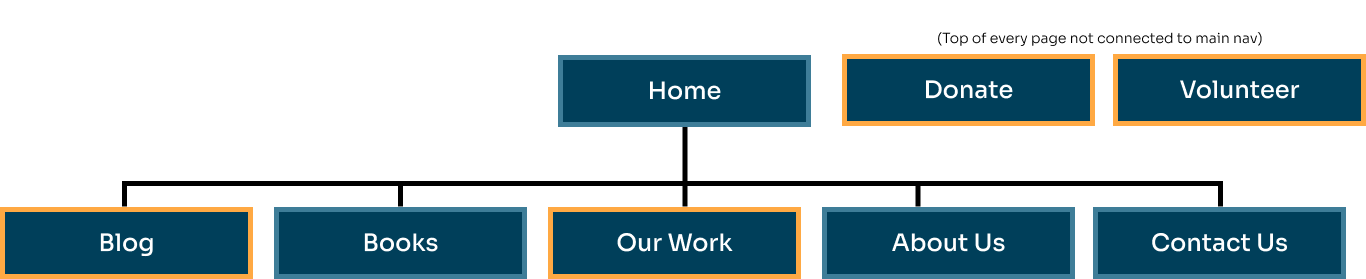 (Top of every page not connected to main nav)
Home
Donate
Volunteer
Blog
Books
Our Work
About Us
Contact Us